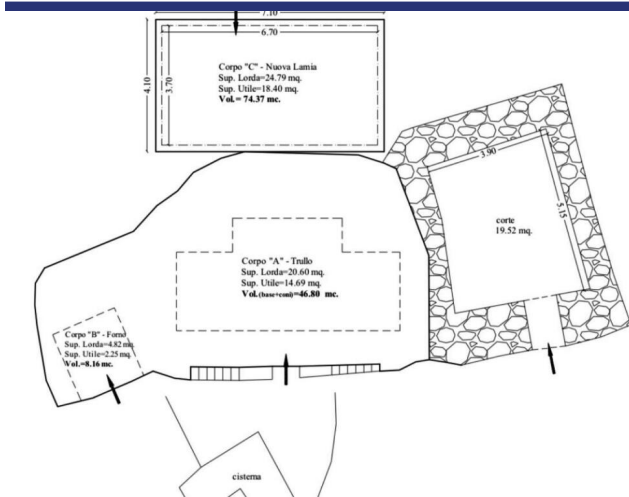 7.10
6.70
4.10
3.70
Corpo "C" - Nuova Lamia
Sup. Lorda=24.79 mq.
Sup. Utile=18.40 mq.
Vol.= 74.37 mc.
3.90
5.15
corte
19.52 mq.
Corpo "A" - Trullo
Sup. Lorda=20.60 mq.
Sup. Utile=14.69 mq.
Vol.(base+coni)=46.80 mc.
Corpo "B" - Forno
Sup. Lorda=4.82 mq.
Sup. Utile=2.25 mq.
Vol.=8.16 mc.
cisterna